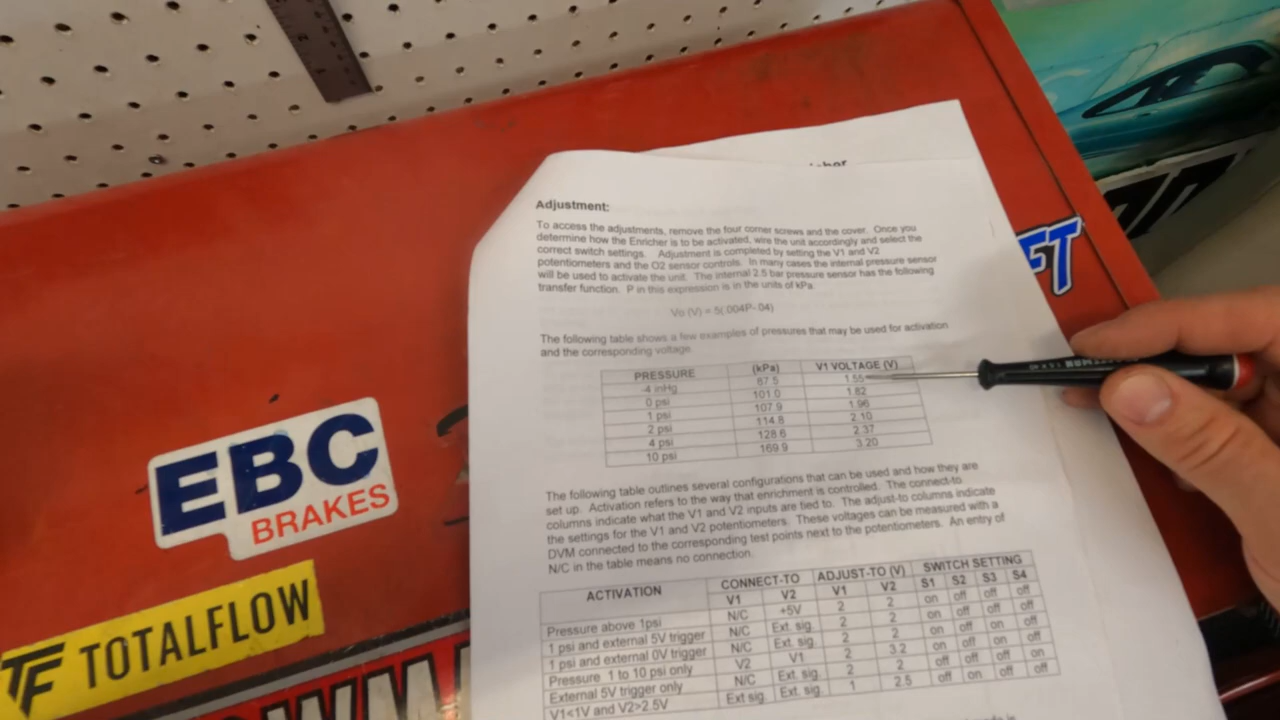 Adjustment:
To access the adjustments, remove the four corner screws and the cover. Once you
determine how the Enricher is to be activated, wire the unit accordingly and select the
correct switch settings. Adjustment is completed by setting the V1 and V2
potentiometers and the O2 sensor controls. In many cases the internal pressure sensor
will be used to activate the unit. The internal 2.5 bar pressure sensor has the following
transfer function. P in this expression is in the units of kPa.
Vo (V) = 5(.004P-.04)
The following table shows a few examples of pressures that may be used for activation
and the corresponding voltage.
PRESSURE (kPa) V1 VOLTAGE (V)
-4 inHg 87.5 1.55
0 psi 101.0 1.82
1 psi 107.9 1.96
2 psi 114.8 2.10
4 psi 128.6 2.37
10 psi 169.9 3.20
The following table outlines several configurations that can be used and how they are
set up. Activation refers to the way that enrichment is controlled. The connect-to
columns indicate what the V1 and V2 inputs are tied to. The adjust-to columns indicate
the settings for the V1 and V2 potentiometers. These voltages can be measured with a
DVM connected to the corresponding test points next to the potentiometers. An entry of
N/C in the table means no connection.
ACTIVATION CONNECT-TO ADJUST-TO (V) SWITCH SETTING
V1 V2 V1 V2 S1 S2 S3 S4
Pressure above 1psi N/C +5V 2 2 on off off off
1 psi and external 5V trigger N/C Ext. sig. 2 2 on off off off
1 psi and external 0V trigger N/C Ext. sig. 2 2 on off on off
Pressure 1 to 10 psi only V2 V1 2 3.2 on off on off
External 5V trigger only N/C Ext. sig. 2 2 off off off on
V1<1V and V2>2.5V Ext sig. Ext. sig. 1 2.5 off on off off
EBC
BRAKES
TF TOTALFLOW
FT